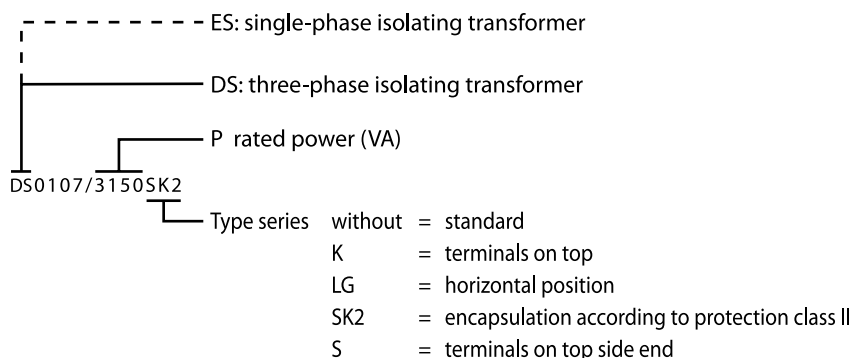 ES: single-phase isolating transformer
DS: three-phase isolating transformer
P rated power (VA)
DS0107/3150SK2
Type series without = standard
K = terminals on top
LG = horizontal position
SK2 = encapsulation according to protection class II
S = terminals on top side end